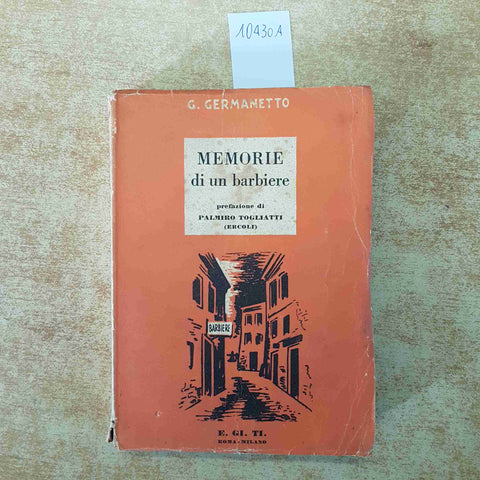 10430A
G. GERMANETTO
MEMORIE
di un barbiere
prefazione di
PALMIRO TOGLIATTI
(ERCOLI)
BARBIERE
E. GI. TI.
ROMA - MILANO